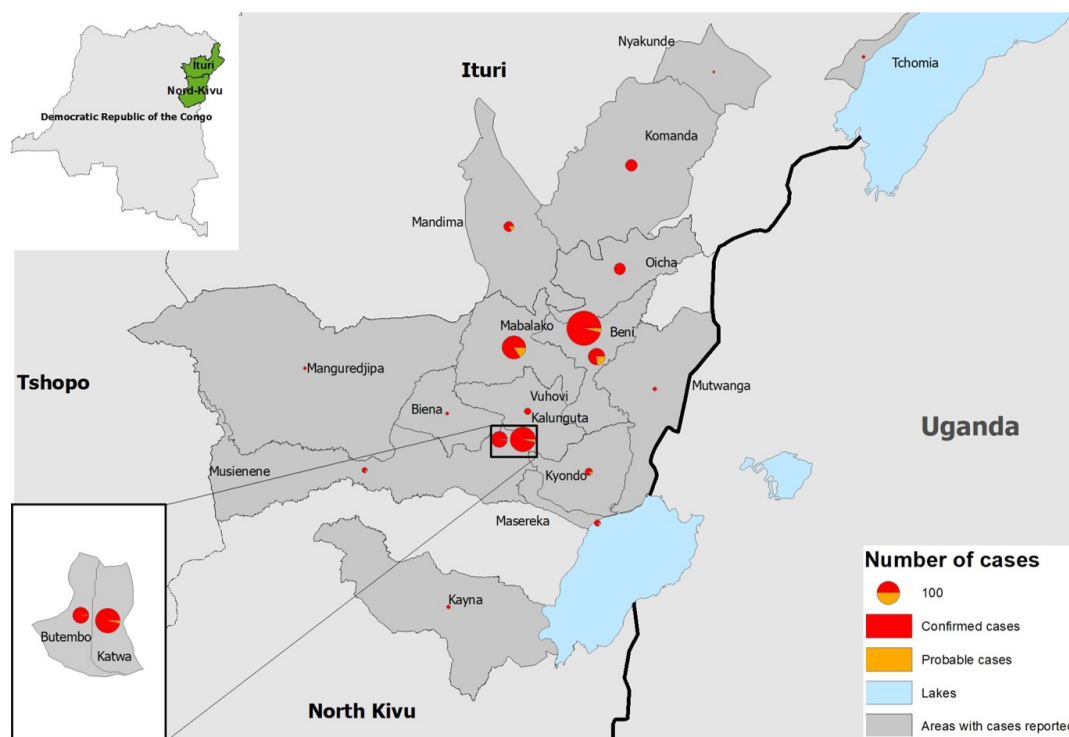 Ituri
Nord-Kivu
Democratic Republic of the Congo
Nyakunde
Ituri
Tchomia
Komanda
Mandima
Oicha
Mabalako
Beni
Manguredjipa
Tshopo
Mutwanga
Vuhovi
Biena
Kalunguta
Uganda
Musienene
Kyondo
Masereka
Kayna
Butembo
Katwa
North Kivu
Number of cases
100
Confirmed cases
Probable cases
Lakes
Areas with cases reported